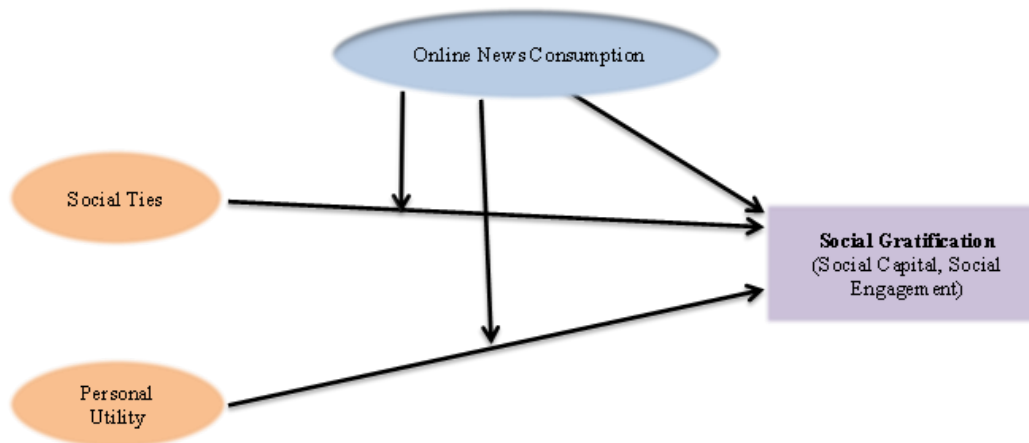 Online News Consumption
Social Ties
Social Gratification
(Social Capital, Social
Engagement)
Personal
Utility